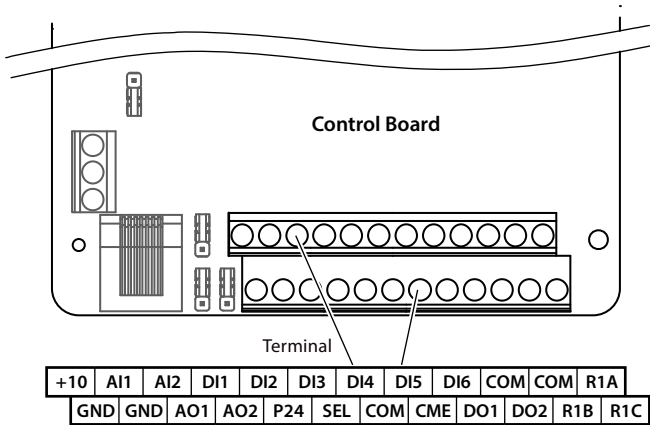 Control Board
Terminal
+10 AI1 AI2 DI1 DI2 DI3 DI4 DI5 DI6 COM COM R1A
GND GND AO1 AO2 P24 SEL COM CME DO1 DO2 R1B R1C